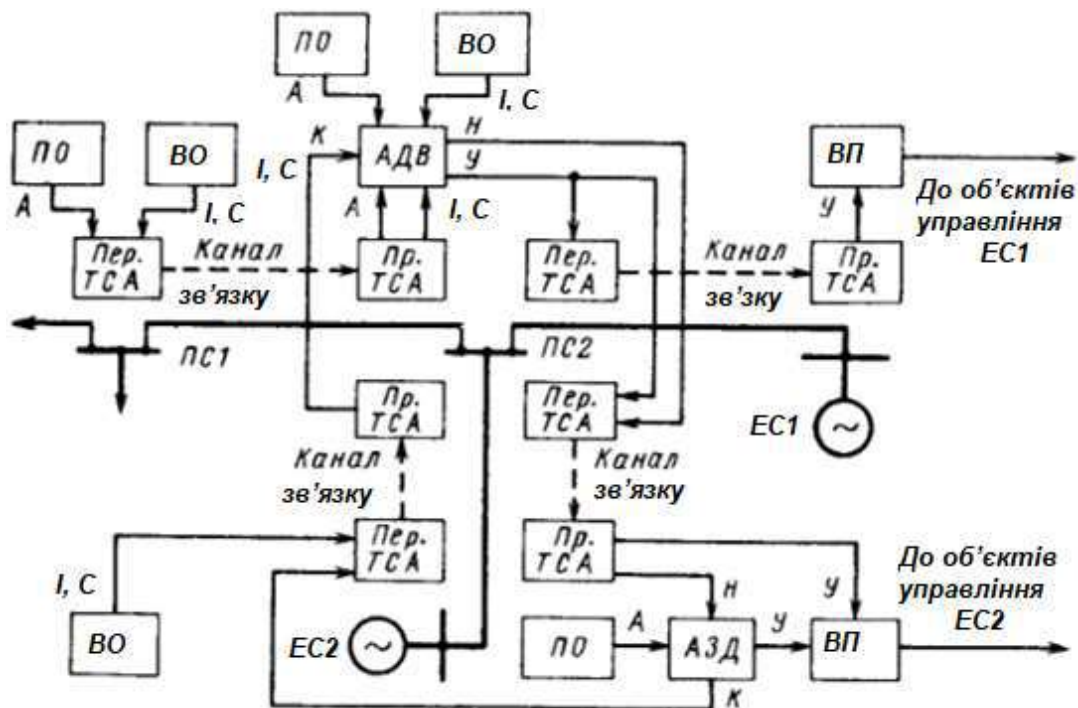 ПО
ВО
А
І, С
К
Н
АДВ
У
ПО
ВО
І, С
ВП
А
І, С
А
І, С
До об’єктів
управління
ЕС1
У
Пер.
ТСА
Канал
зв’язку
Пр.
ТСА
Пер.
ТСА
Канал
зв’зку
Пр.
ТСА
ПС1
ПС2
Пр.
ТСА
Пер.
ТСА
ЕС1
~
Канал
зв’язку
Канал
зв’язку
Пер.
ТСА
Пр.
ТСА
До об’єктів
управління
ЕС2
І, С
Н
У
ВО
ЕС2
~
ПО
А
АЗД
У
ВП
К